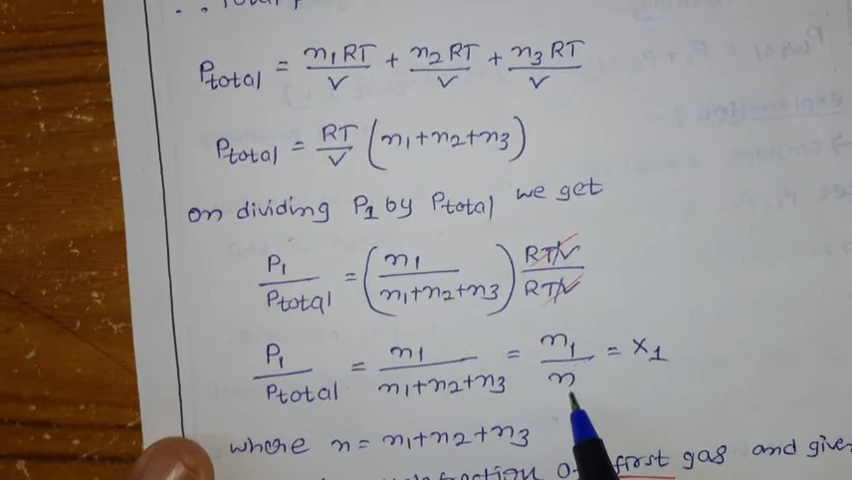 Ptotal = n1RT/V + n2RT/V + n3RT/V
Ptotal = RT/V (n1+n2+n3)
on dividing P1 by Ptotal we get
P1/Ptotal = (n1/(n1+n2+n3)) RT/V / RT/V
P1/Ptotal = n1/(n1+n2+n3) = n1/n = x1
where n = n1+n2+n3
first gas and given